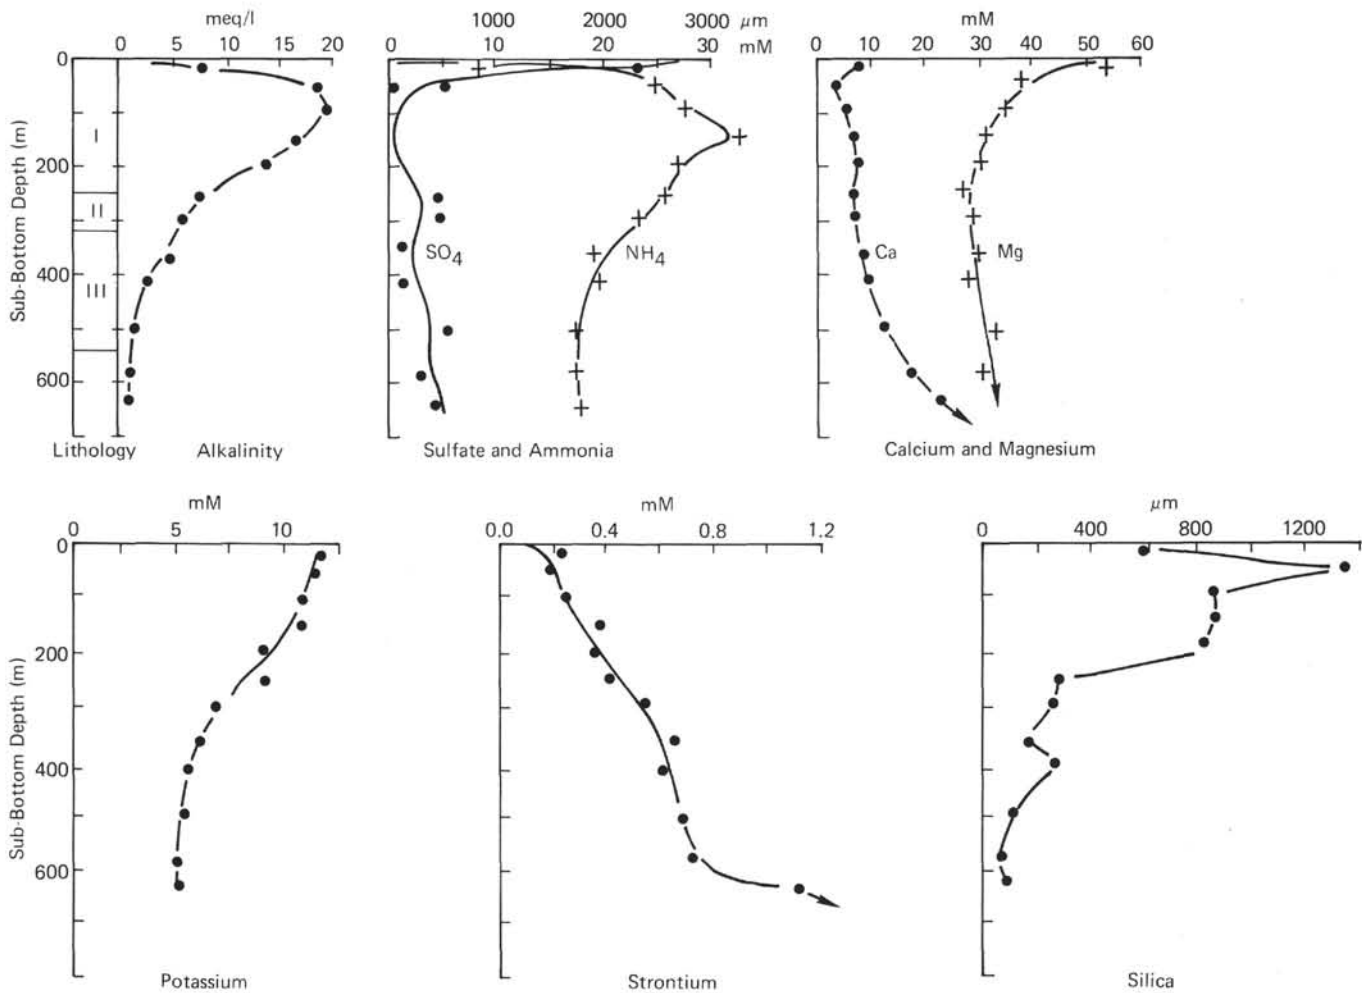 meq/l
0 5 10 15 20
1000 2000 3000 μm
0 10 20 30 mM
mM
0 10 20 30 40 50 60
Sub-Bottom Depth (m)
0
200
400
600
I
II
III
SO4
NH4
Ca
Mg
Lithology
Alkalinity
Sulfate and Ammonia
Calcium and Magnesium
mM
0 5 10
mM
0.0 0.4 0.8 1.2
μm
0 400 800 1200
Sub-Bottom Depth (m)
0
200
400
600
Potassium
Strontium
Silica